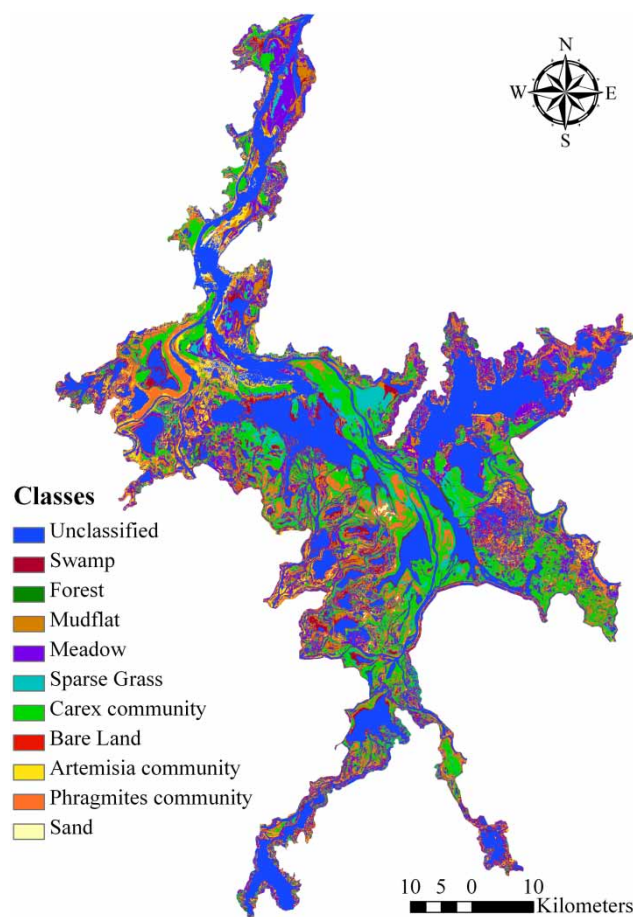 N
W E
S
Classes
Unclassified
Swamp
Forest
Mudflat
Meadow
Sparse Grass
Carex community
Bare Land
Artemisia community
Phragmites community
Sand
10 5 0 10
Kilometers